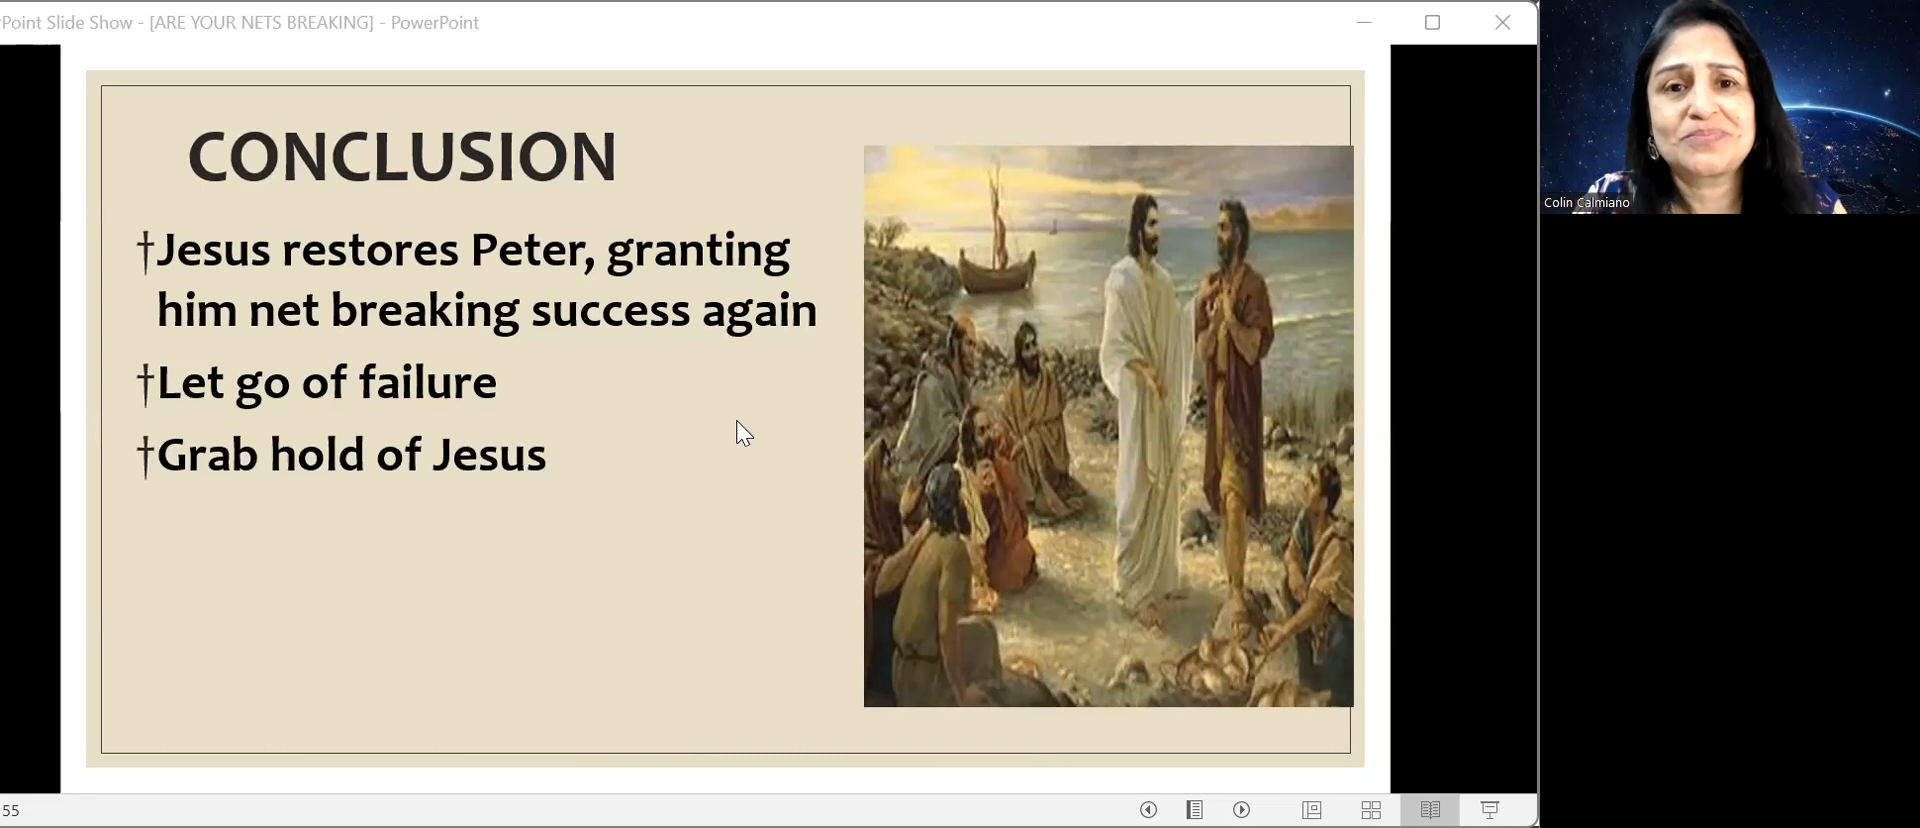 Point Slide Show - [ARE YOUR NETS BREAKING] - PowerPoint
CONCLUSION
†Jesus restores Peter, granting
him net breaking success again
†Let go of failure
†Grab hold of Jesus
Colin Calmiano
55